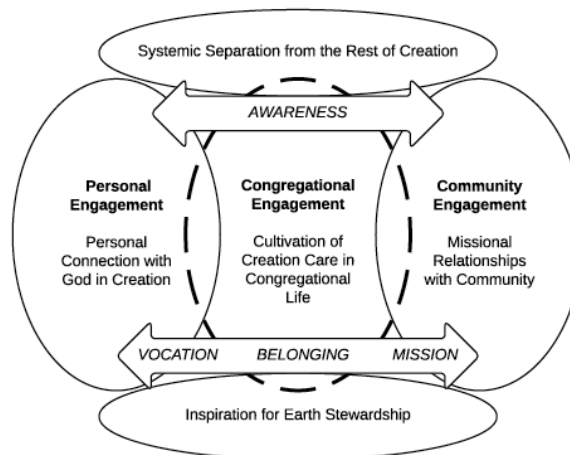 Systemic Separation from the Rest of Creation
AWARENESS
Personal
Engagement
Personal
Connection with
God in Creation
Congregational
Engagement
Cultivation of
Creation Care in
Congregational
Life
Community
Engagement
Missional
Relationships
with Community
VOCATION BELONGING MISSION
Inspiration for Earth Stewardship